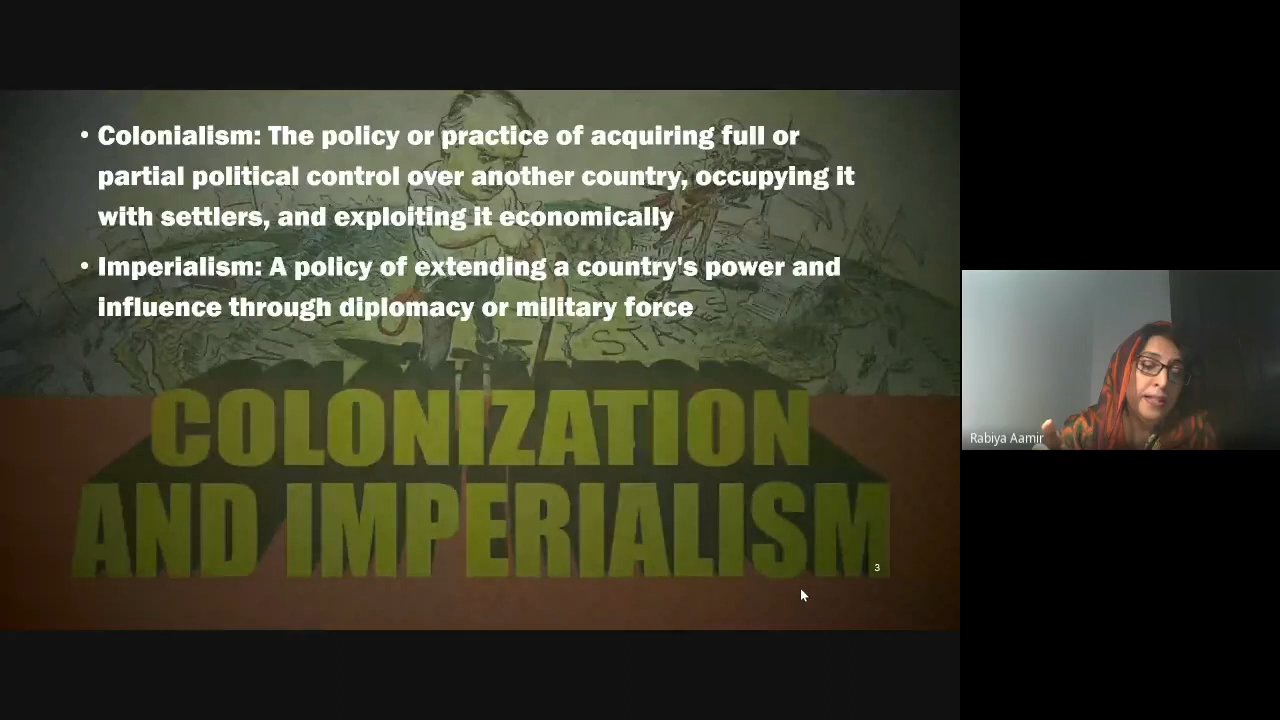 • Colonialism: The policy or practice of acquiring full or
partial political control over another country, occupying it
with settlers, and exploiting it economically
• Imperialism: A policy of extending a country's power and
influence through diplomacy or military force
COLONIZATION
AND IMPERIALISM
3
Rabiya Aamir